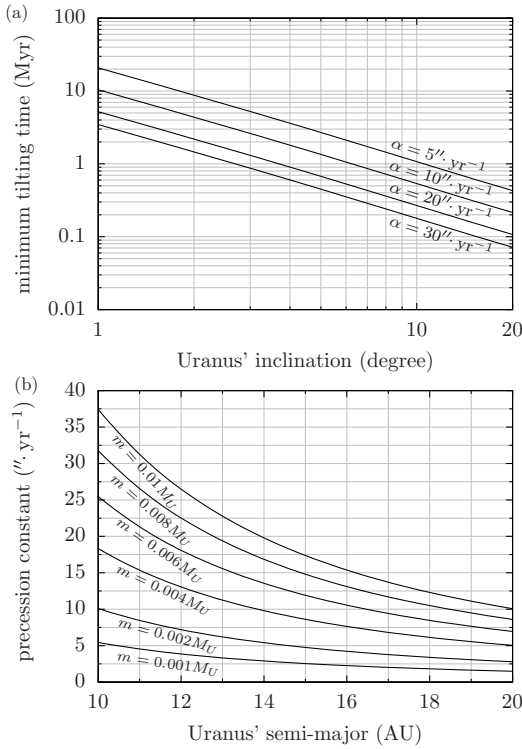 (a)
100
10
1
0.1
0.01
minimum tilting time (Myr)
α = 5″· yr⁻¹
α = 10″· yr⁻¹
α = 20″· yr⁻¹
α = 30″· yr⁻¹
1
10
20
Uranus' inclination (degree)
(b)
40
35
30
25
20
15
10
5
0
precession constant (″· yr⁻¹)
m = 0.01M_U
m = 0.008M_U
m = 0.006M_U
m = 0.004M_U
m = 0.002M_U
m = 0.001M_U
10
12
14
16
18
20
Uranus' semi-major (AU)